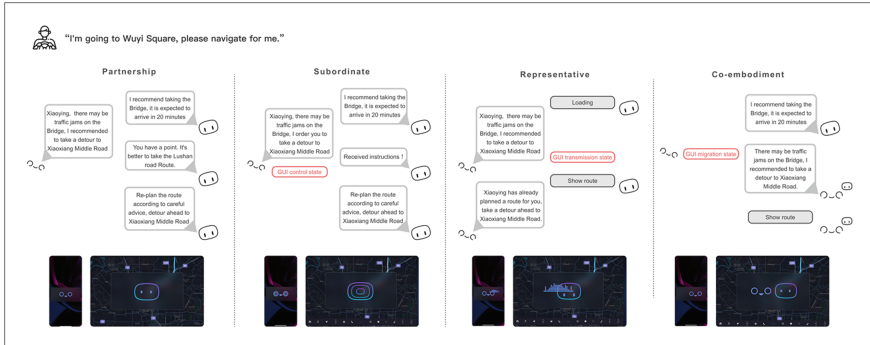 “I'm going to Wuyi Square, please navigate for me.”
Partnership
I recommend taking the
Bridge, it is expected to
arrive in 20 minutes
Xiaoying, there may be
traffic jams on the
Bridge, I recommended
to take a detour to
Xiaoxiang Middle Road
You have a point. It's
better to take the Lushan
road Route.
Re-plan the route
according to careful
advice, detour ahead to
Xiaoxiang Middle Road
Subordinate
I recommend taking the
Bridge, it is expected to
arrive in 20 minutes
Xiaoying, there may be
traffic jams on the
Bridge, I order you to
take a detour to
Xiaoxiang Middle Road
Received instructions !
GUI control state
Re-plan the route
according to careful
advice, detour ahead to
Xiaoxiang Middle Road
Representative
Loading
Xiaoying, there may be
traffic jams on the
Bridge, I recommended
to take a detour to
Xiaoxiang Middle Road
GUI transmission state
Show route
Xiaoying has already
planned a route for you,
take a detour ahead to
Xiaoxiang Middle Road
Co-embodiment
I recommend taking the
Bridge, it is expected to
arrive in 20 minutes
GUI migration state
There may be traffic
jams on the Bridge, I
recommended to take a
detour to Xiaoxiang
Middle Road.
Show route